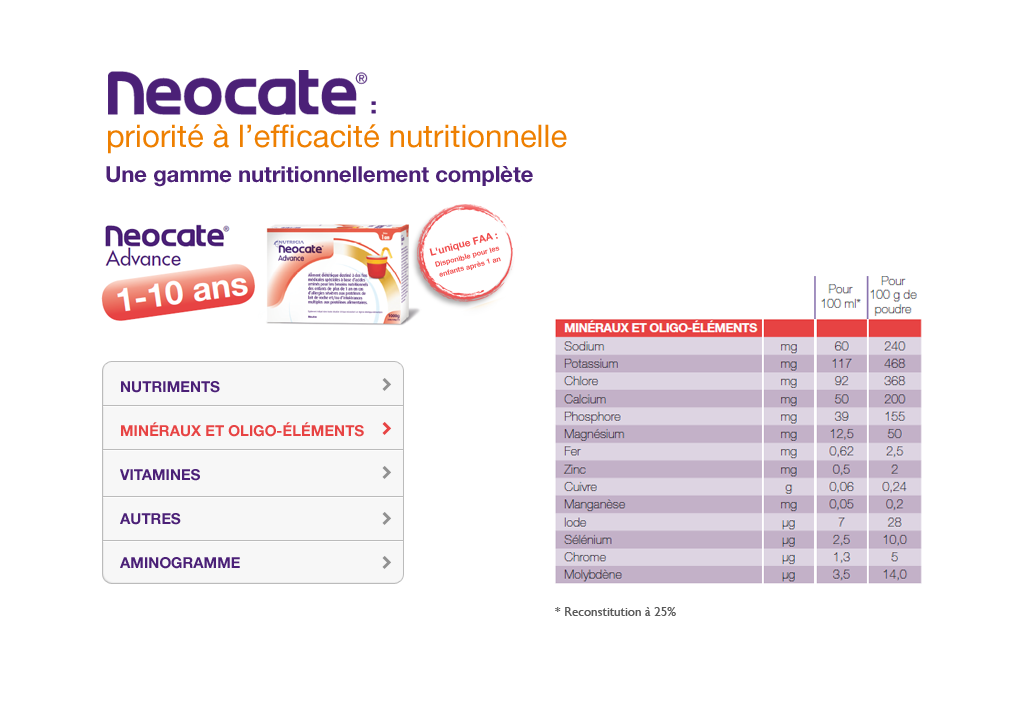 neocate® :
priorité à l’efficacité nutritionnelle
Une gamme nutritionnellement complète
neocate®
Advance
1-10 ans
NUTRICIA
neocate
Advance
L'unique FAA :
Disponible pour les
enfants après 1 an
NUTRIMENTS
MINÉRAUX ET OLIGO-ÉLÉMENTS
VITAMINES
AUTRES
AMINOGRAMME
Pour 100 ml* Pour 100 g de poudre
MINÉRAUX ET OLIGO-ÉLÉMENTS
Sodium mg 60 240
Potassium mg 117 468
Chlore mg 92 368
Calcium mg 50 200
Phosphore mg 39 155
Magnésium mg 12,5 50
Fer mg 0,62 2,5
Zinc mg 0,5 2
Cuivre g 0,06 0,24
Manganèse mg 0,05 0,2
Iode µg 7 28
Sélénium µg 2,5 10,0
Chrome µg 1,3 5
Molybdène µg 3,5 14,0
* Reconstitution à 25%